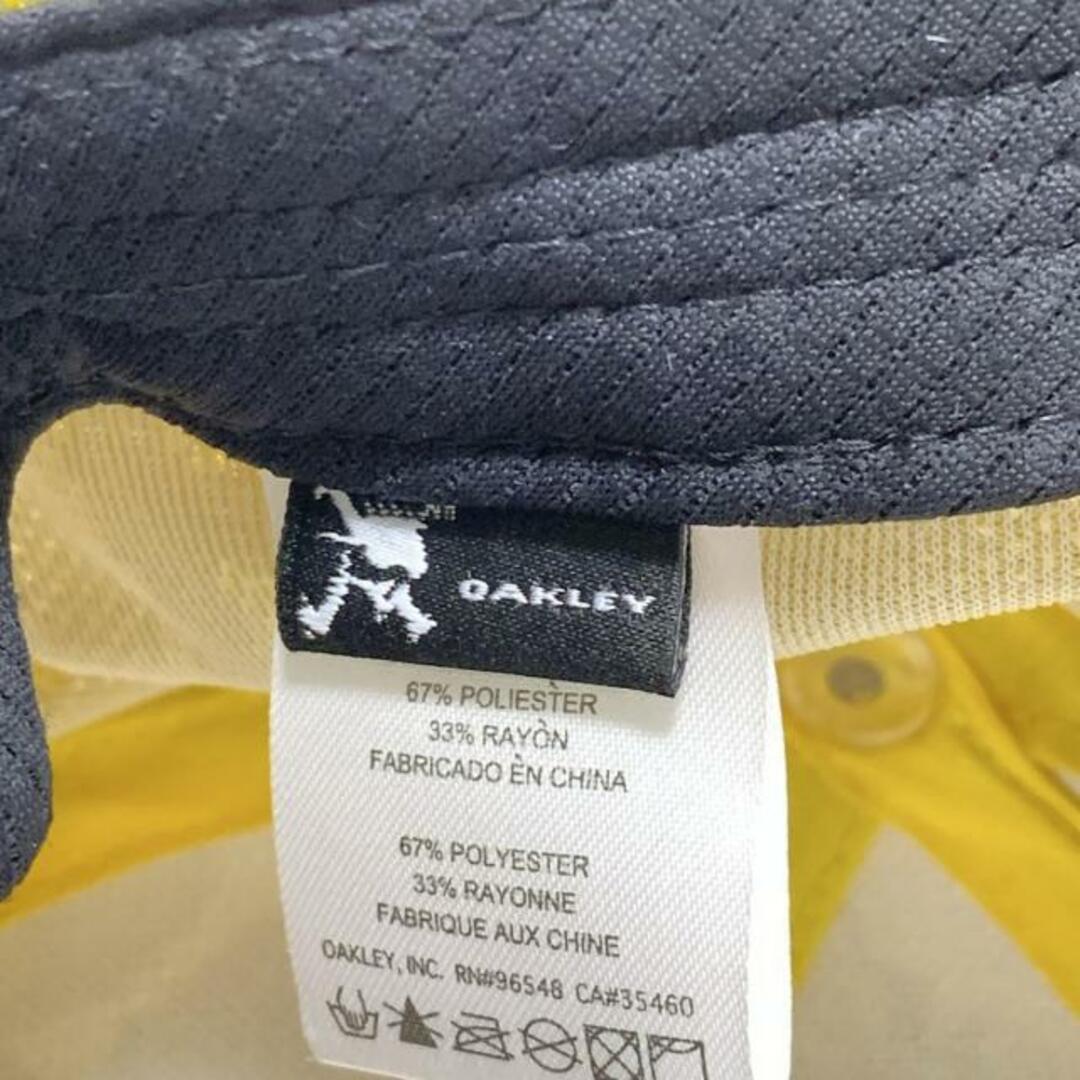 OAKLEY
67% POLIESTER
33% RAYÒN
FABRICADO ÈN CHINA
67% POLYESTER
33% RAYONNE
FABRIQUE AUX CHINE
OAKLEY, INC. RN#96548 CA#35460